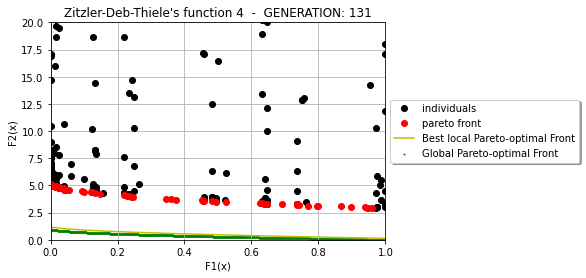 Zitzler-Deb-Thiele's function 4 - GENERATION: 131
20.0
17.5
15.0
12.5
10.0
7.5
5.0
2.5
0.0
F2(x)
0.0 0.2 0.4 0.6 0.8 1.0
F1(x)
individuals
pareto front
Best local Pareto-optimal Front
Global Pareto-optimal Front